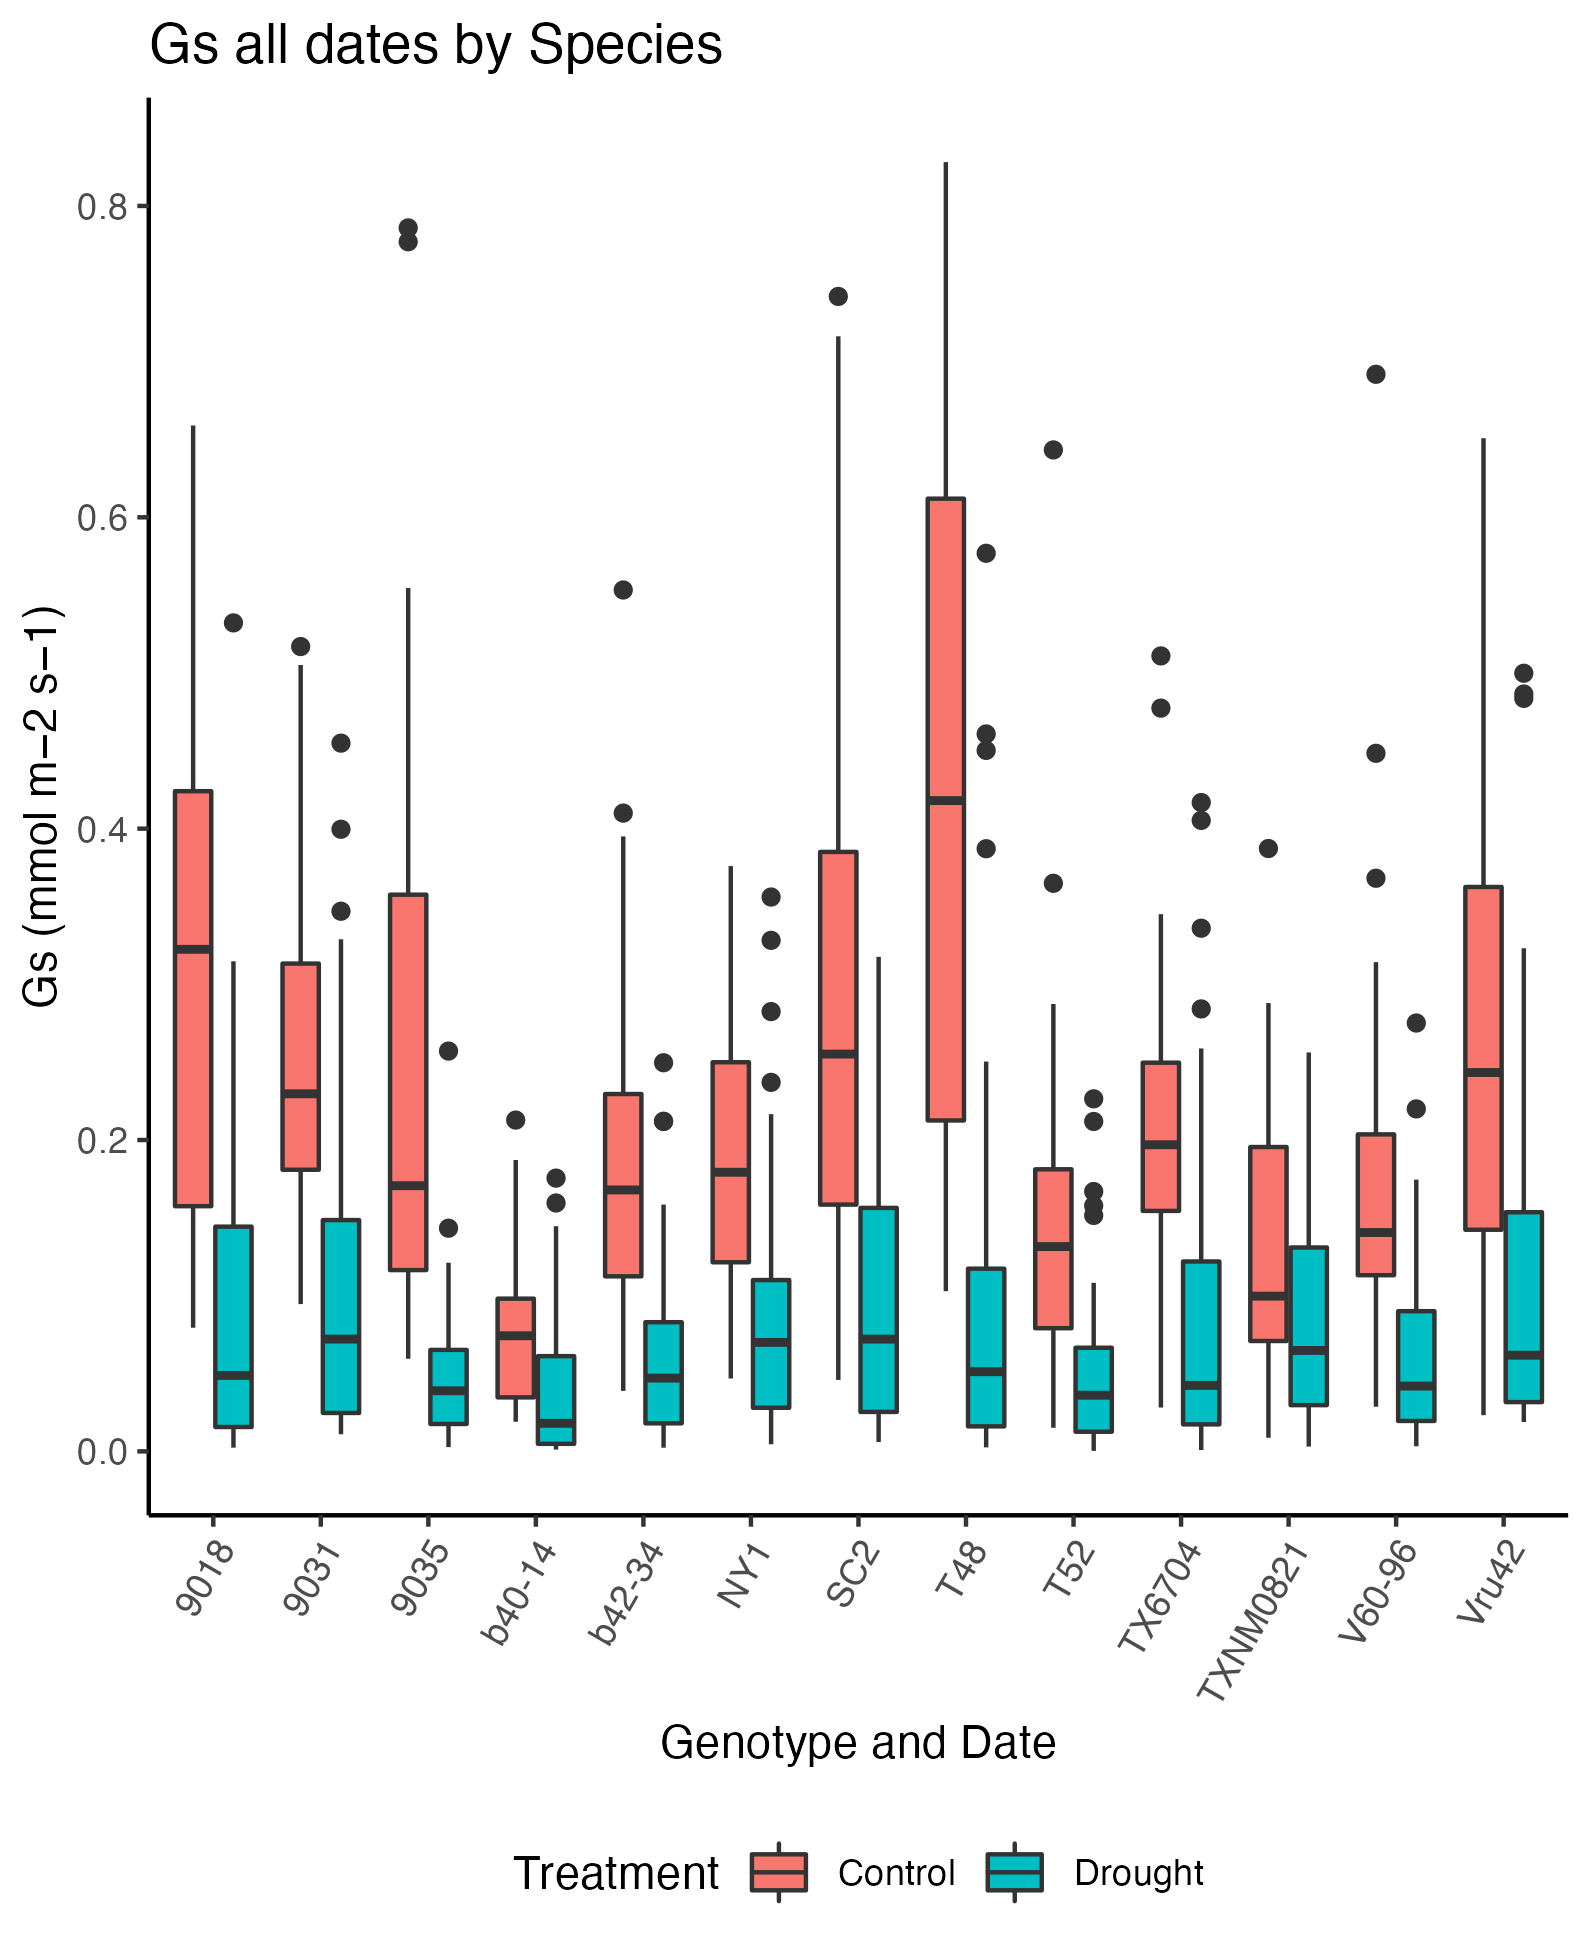 Gs all dates by Species
Gs (mmol m−2 s−1)
0.8
0.6
0.4
0.2
0.0
9018
9031
9035
b40-14
b42-34
NY1
SC2
T48
T52
TX6704
TXNM0821
V60-96
Vru42
Genotype and Date
Treatment Control Drought